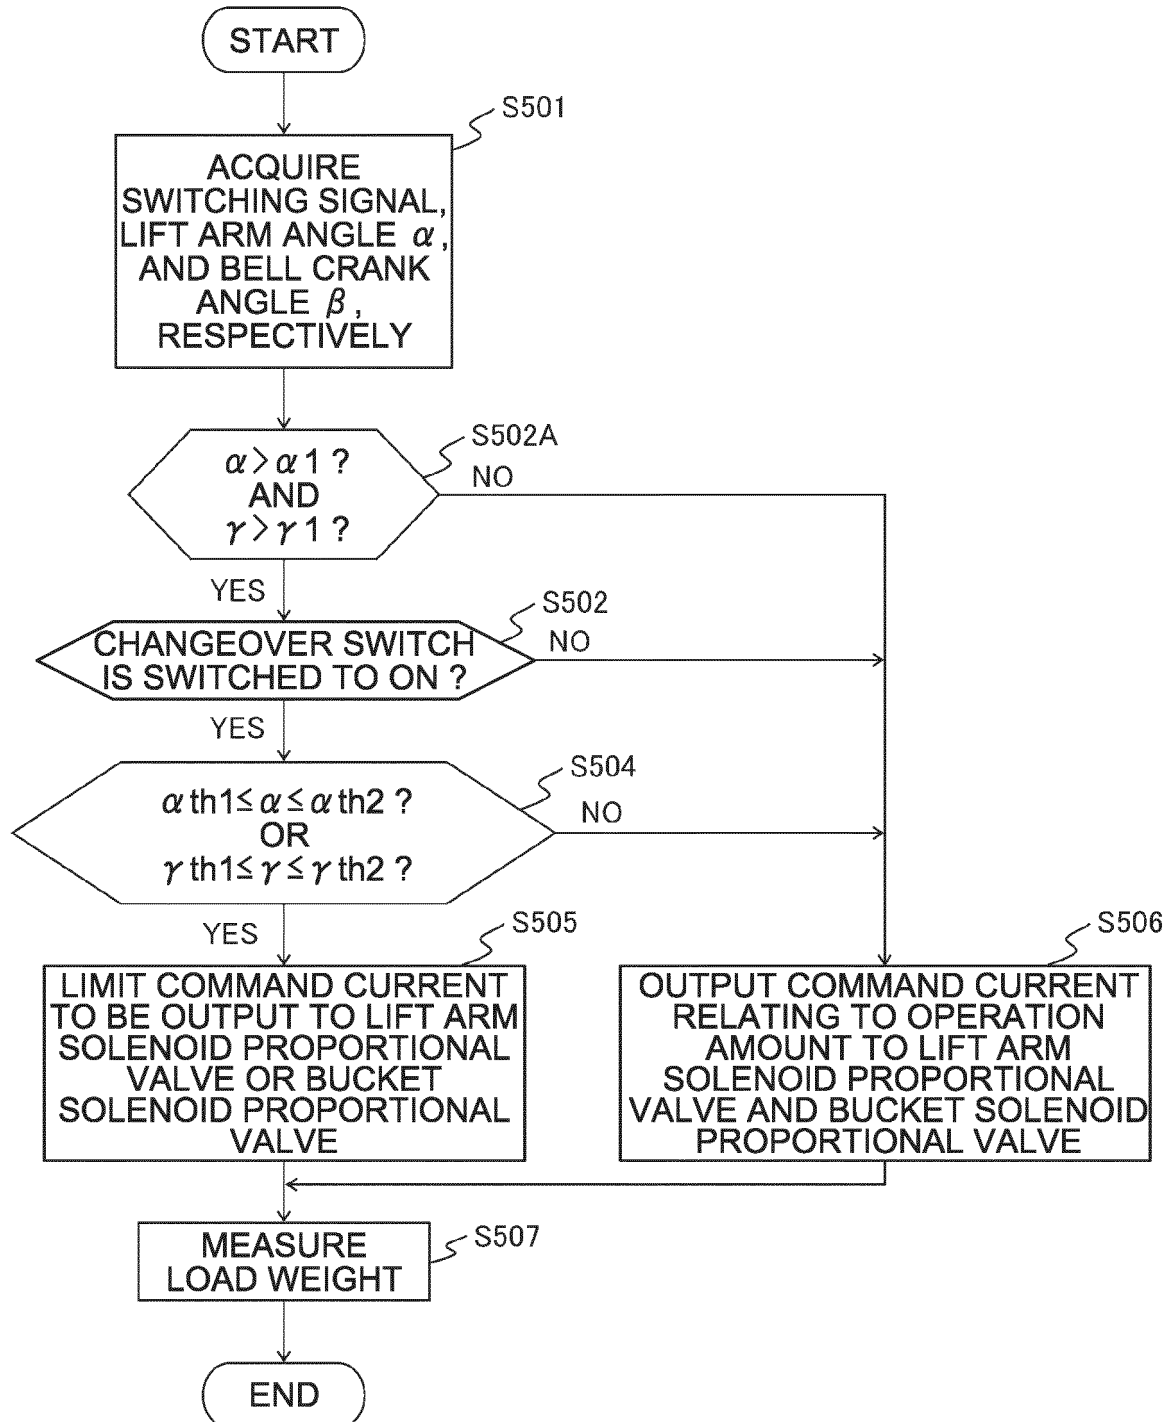 START
S501
ACQUIRE
SWITCHING SIGNAL,
LIFT ARM ANGLE α,
AND BELL CRANK
ANGLE β,
RESPECTIVELY
S502A
α > α1 ?
AND
γ > γ1 ?
NO
YES
S502
CHANGEOVER SWITCH
IS SWITCHED TO ON ?
NO
YES
S504
αth1≤ α ≤ αth2 ?
OR
γth1≤ γ ≤ γth2 ?
NO
YES
S505
LIMIT COMMAND CURRENT
TO BE OUTPUT TO LIFT ARM
SOLENOID PROPORTIONAL
VALVE OR BUCKET
SOLENOID PROPORTIONAL
VALVE
S506
OUTPUT COMMAND CURRENT
RELATING TO OPERATION
AMOUNT TO LIFT ARM
SOLENOID PROPORTIONAL
VALVE AND BUCKET SOLENOID
PROPORTIONAL VALVE
S507
MEASURE
LOAD WEIGHT
END